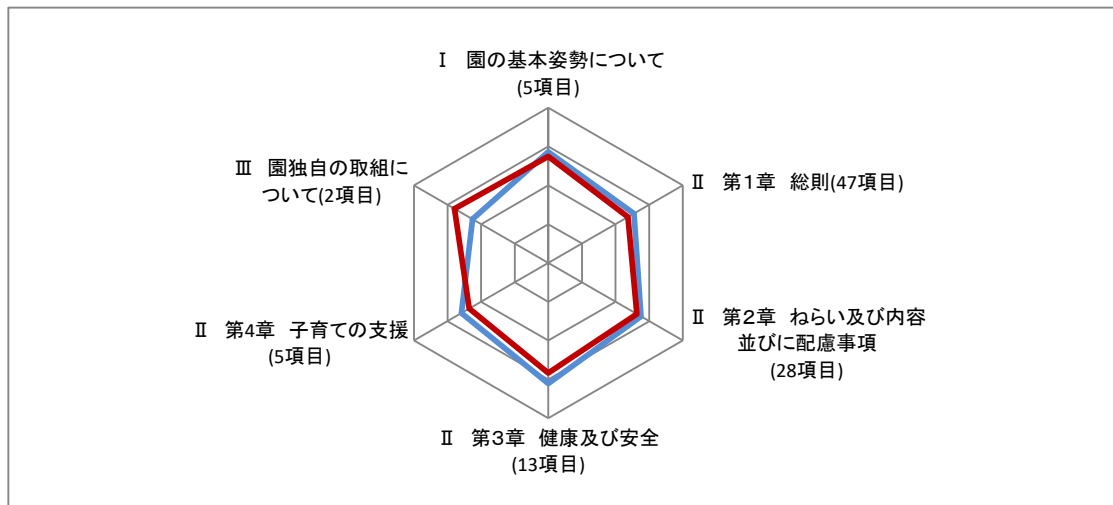 Ⅰ　園の基本姿勢について
(5項目)
Ⅱ　第1章　総則(47項目)
Ⅱ　第2章　ねらい及び内容
並びに配慮事項
(28項目)
Ⅱ　第3章　健康及び安全
(13項目)
Ⅱ　第4章　子育ての支援
(5項目)
Ⅲ　園独自の取組に
ついて(2項目)